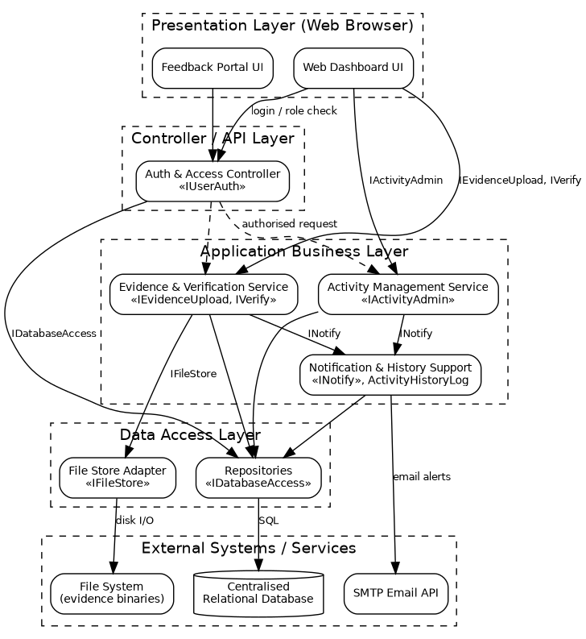 Presentation Layer (Web Browser)
Feedback Portal UI
Web Dashboard UI
login / role check
Controller / API Layer
Auth & Access Controller
«IUserAuth»
IActivityAdmin
IEvidenceUpload, IVerify
authorised request
Application Business Layer
Evidence & Verification Service
«IEvidenceUpload, IVerify»
Activity Management Service
«IActivityAdmin»
IDatabaseAccess
INotify
INotify
Notification & History Support
«INotify», ActivityHistoryLog
IFileStore
Data Access Layer
File Store Adapter
«IFileStore»
Repositories
«IDatabaseAccess»
email alerts
disk I/O
SQL
External Systems / Services
File System
(evidence binaries)
Centralised
Relational Database
SMTP Email API